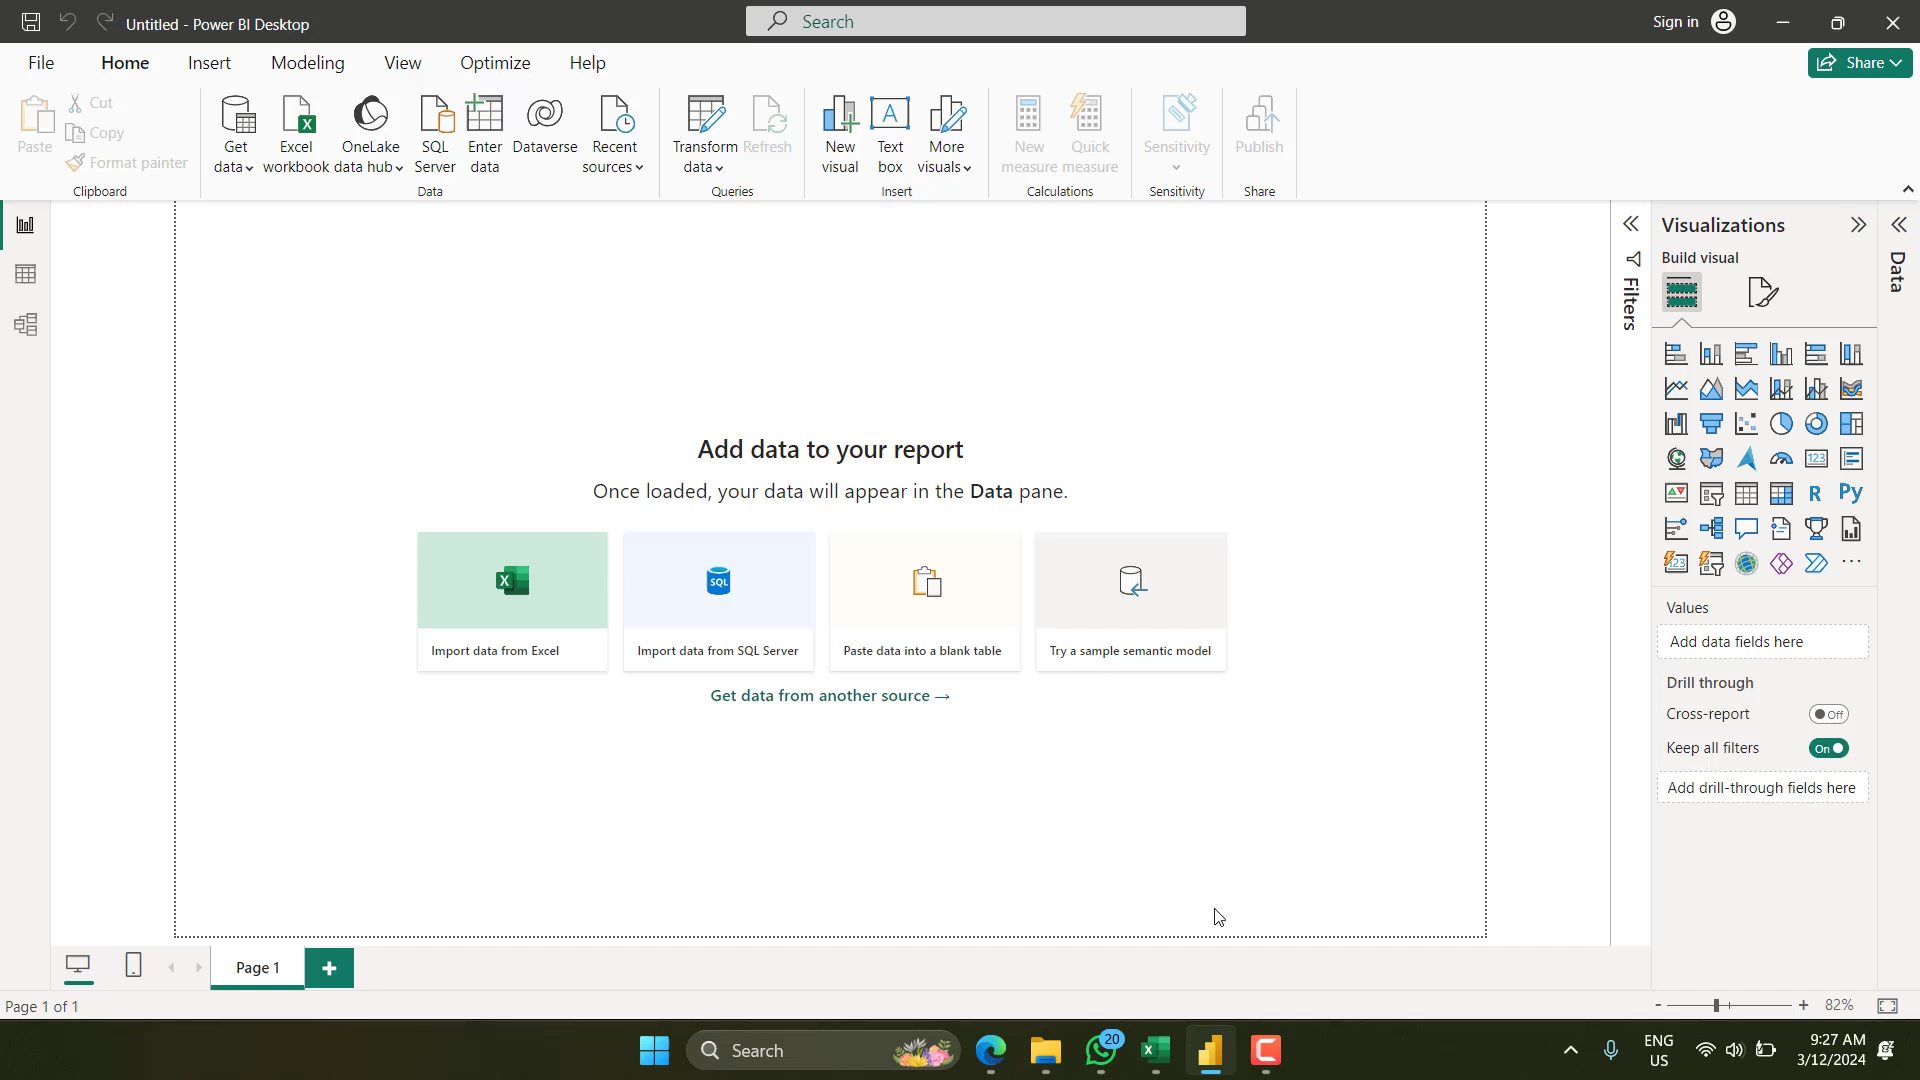 Untitled - Power BI Desktop
Search
Sign in
File
Home
Insert
Modeling
View
Optimize
Help
Share
Paste
Cut
Copy
Format painter
Clipboard
Get data
Excel workbook
OneLake data hub
SQL Server
Enter data
Dataverse
Recent sources
Data
Transform data
Refresh
Queries
New visual
A
Text box
More visuals
Insert
New measure
Quick measure
Calculations
Sensitivity
Sensitivity
Publish
Share
Filters
Visualizations
Build visual
Data
123
R
Py
123
Add data to your report
Once loaded, your data will appear in the Data pane.
X
SQL
Import data from Excel
Import data from SQL Server
Paste data into a blank table
Try a sample semantic model
Get data from another source →
Values
Add data fields here
Drill through
Cross-report
Off
Keep all filters
On
Add drill-through fields here
Page 1
Page 1 of 1
- + 82%
Search
20
ENG
US
9:27 AM
3/12/2024